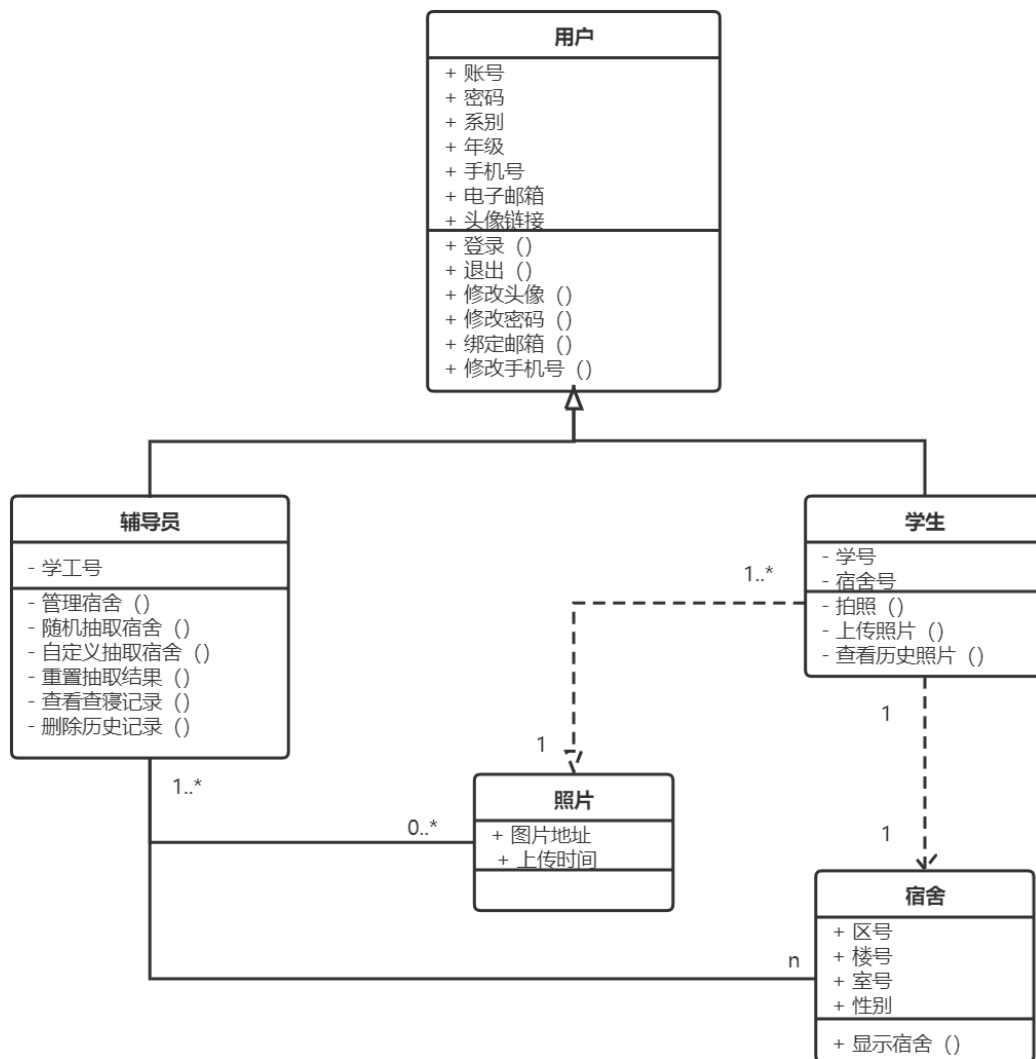 用户
+ 账号
+ 密码
+ 系别
+ 年级
+ 手机号
+ 电子邮箱
+ 头像链接
+ 登录（）
+ 退出（）
+ 修改头像（）
+ 修改密码（）
+ 绑定邮箱（）
+ 修改手机号（）
辅导员
- 学工号
- 管理宿舍（）
- 随机抽取宿舍（）
- 自定义抽取宿舍（）
- 重置抽取结果（）
- 查看查寝记录（）
- 删除历史记录（）
学生
- 学号
- 宿舍号
- 拍照（）
- 上传照片（）
- 查看历史照片（）
1..*
1
1
1..*
0..*
照片
+ 图片地址
+ 上传时间
1
n
宿舍
+ 区号
+ 楼号
+ 室号
+ 性别
+ 显示宿舍（）